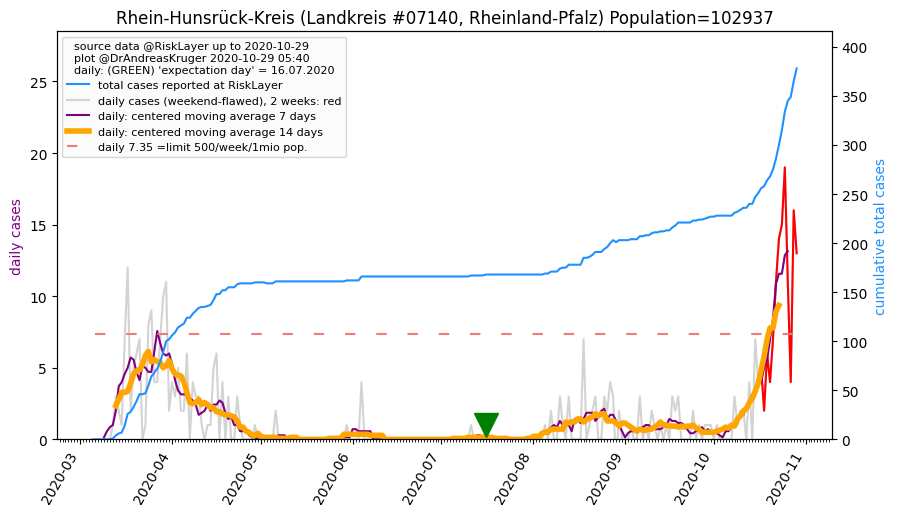 Rhein-Hunsrück-Kreis (Landkreis #07140, Rheinland-Pfalz) Population=102937
source data @RiskLayer up to 2020-10-29
plot @DrAndreasKruger 2020-10-29 05:40
daily: (GREEN) 'expectation day' = 16.07.2020
total cases reported at RiskLayer
daily cases (weekend-flawed), 2 weeks: red
daily: centered moving average 7 days
daily: centered moving average 14 days
daily 7.35 =limit 500/week/1mio pop.
daily cases
25
20
15
10
5
0
cumulative total cases
400
350
300
250
200
150
100
50
0
2020-03
2020-04
2020-05
2020-06
2020-07
2020-08
2020-09
2020-10
2020-11